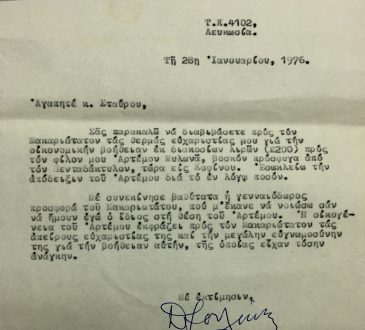 Τ.Κ.4102,
Λευκωσία.
Τῇ 28η Ἰανουαρίου, 1976.
Ἀγαπητέ κ. Σταύρου,
Σᾶς παρακαλῶ νά διαβιβάσετε πρός τόν
Μακαριώτατον τάς θερμάς εὐχαριστίας μου γιά τήν
οἰκονομικήν βοήθειαν ἐκ διακοσίων λιρῶν (£200) πρός
τόν φίλον μου Ἀρτέμον Μυλωνᾶ, βοσκόν πρόσφυγα ἀπό
τόν Πενταδάκτυλον, τώρα είς Κοφίνου. Ἐσωκλείω τήν
ἀπόδειξιν τοῦ Ἀρτέμου διά τό ἐν λόγῳ ποσόν.
Μέ συνεκίνησε βαθύτατα ἡ γενναιόδωρος
προσφορά τοῦ Μακαριωτάτου, πού μ'ἔκανε νά νοιώσω σάν
νά ἤμουν ἐγώ ὁ ἴδιος στή θέση τοῦ Ἀρτέμου. Ἡ οἰκογέ-
νεια τοῦ Ἀρτέμου ἐκφράζει πρός τόν Μακαριώτατον τάς
ἀπείρους εὐχαριστίας της καί τήν μεγάλην εὐγνωμοσύνην
της γιά τήν βοήθειαν αὐτήν, τῆς ὁποίας εἶχαν τόσην
ἀνάγκην.
Μέ ἐκτίμησιν,